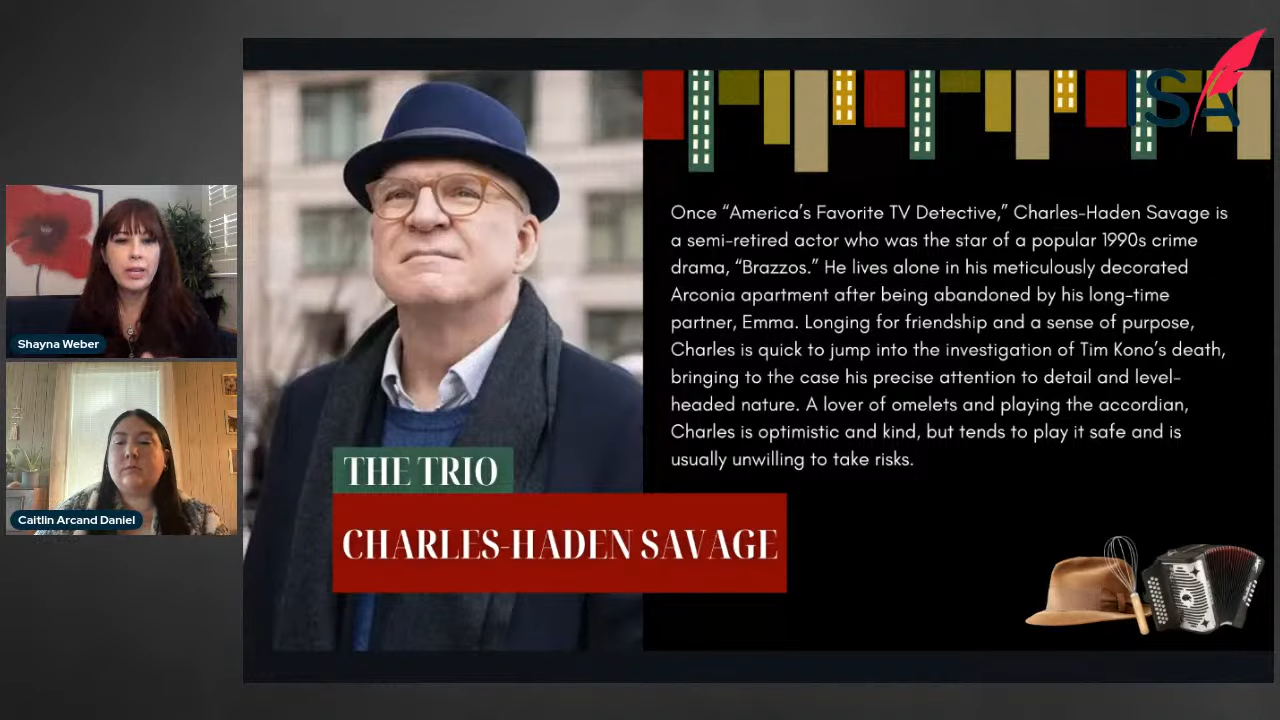 ISA
Once “America’s Favorite TV Detective,” Charles-Haden Savage is
a semi-retired actor who was the star of a popular 1990s crime
drama, “Brazzos.” He lives alone in his meticulously decorated
Arconia apartment after being abandoned by his long-time
partner, Emma. Longing for friendship and a sense of purpose,
Charles is quick to jump into the investigation of Tim Kono’s death,
bringing to the case his precise attention to detail and level-
headed nature. A lover of omelets and playing the accordian,
Charles is optimistic and kind, but tends to play it safe and is
usually unwilling to take risks.
THE TRIO
CHARLES-HADEN SAVAGE
Shayna Weber
Caitlin Arcand Daniel